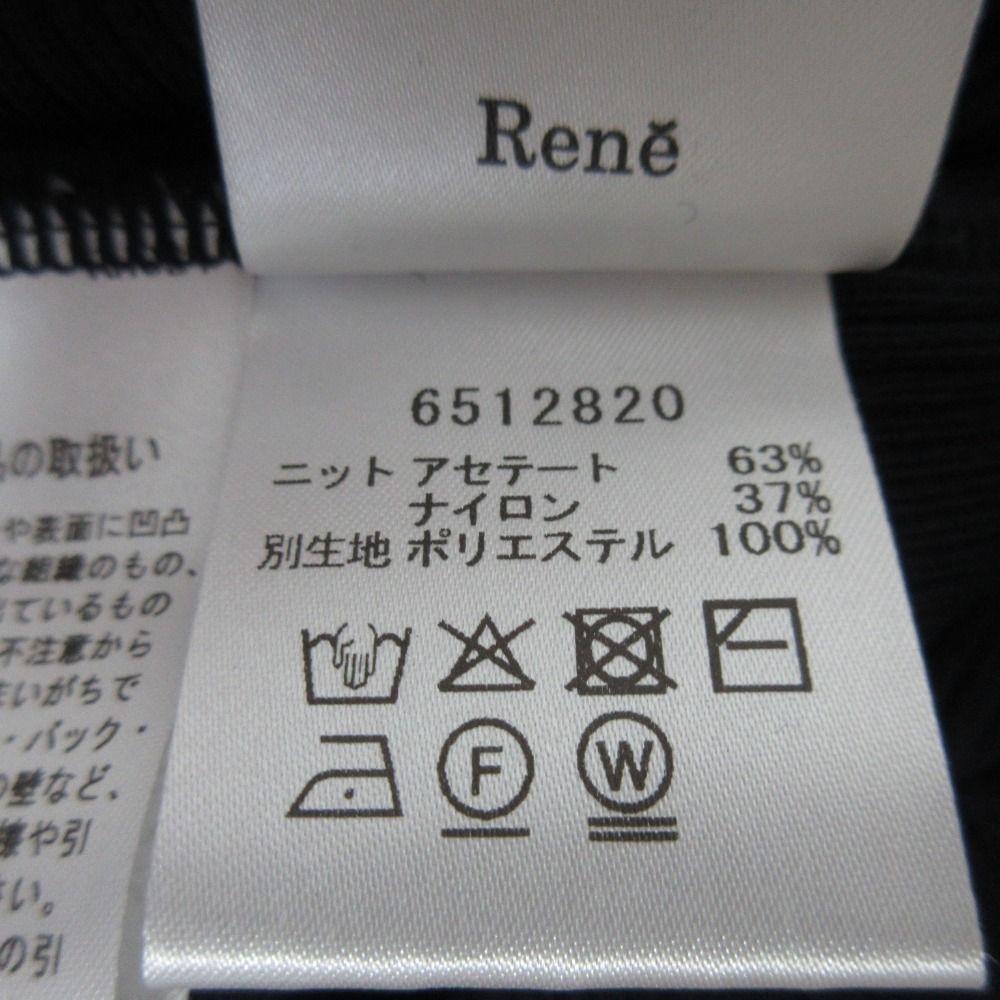 Renĕ
6512820
ニット アセテート 63%
ナイロン 37%
別生地 ポリエステル 100%
F
W
の取扱い
や表面に凹凸
な組織のもの、
ているもの
不注意から
まいがちで
・バック・
の壁など、
や引
さい。
の引